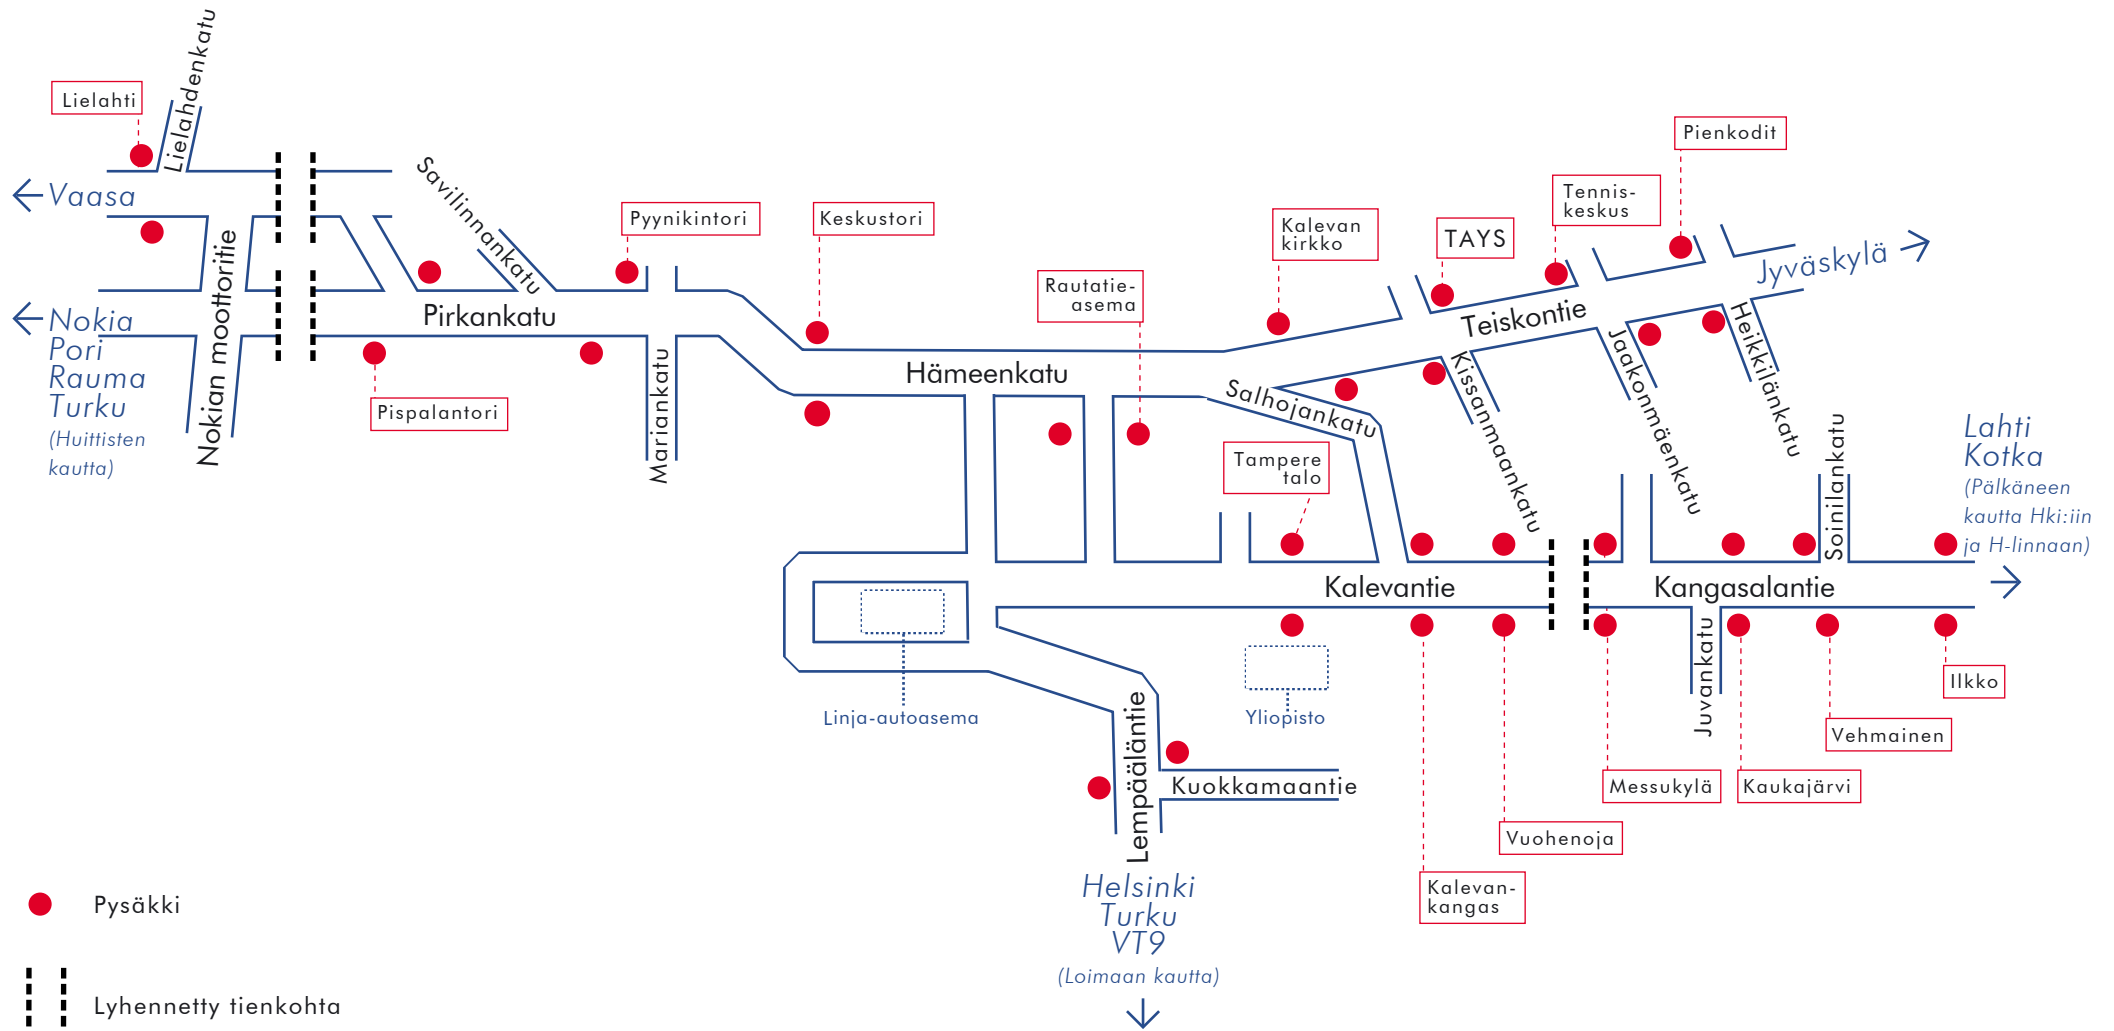 Lielahdenkatu
Lielahti
Vaasa
Savilinnankatu
Pyynikintori
Keskustori
Kalevan
kirkko
TAYS
Tennis-
keskus
Pienkodit
Jyväskylä
Nokian moottoritie
Nokia
Pori
Rauma
Turku
(Huittisten
kautta)
Pirkankatu
Pispalantori
Mariankatu
Rautatie-
asema
Hämeenkatu
Teiskontie
Salhojankatu
Kissanmaankatu
Jaakonmäenkatu
Heikkilänkatu
Soinilankatu
Lahti
Kotka
(Pälkäneen
kautta Hki:iin
ja H-linnaan)
Tampere
talo
Kalevantie
Kangasalantie
Juvankatu
Linja-autoasema
Yliopisto
Lempääläntie
Kuokkamaantie
Ilkko
Vehmainen
Messukylä
Kaukajärvi
Vuohenoja
Kalevan-
kangas
Helsinki
Turku
VT9
(Loimaan kautta)
Pysäkki
Lyhennetty tienkohta